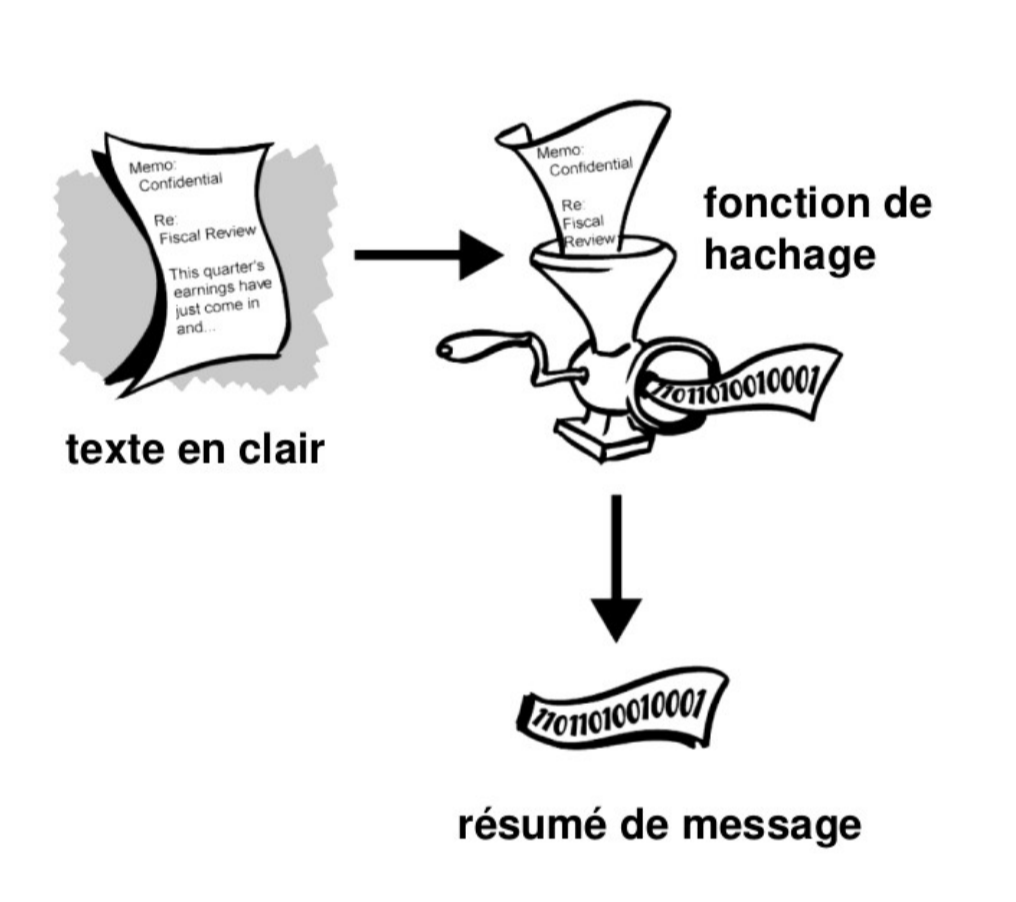 Memo:
Confidential
Re:
Fiscal Review
This quarter's
earnings have
just come in
and...
texte en clair
Memo:
Confidential
Re:
Fiscal
Review
fonction de
hachage
11011010010001
11011010010001
résumé de message